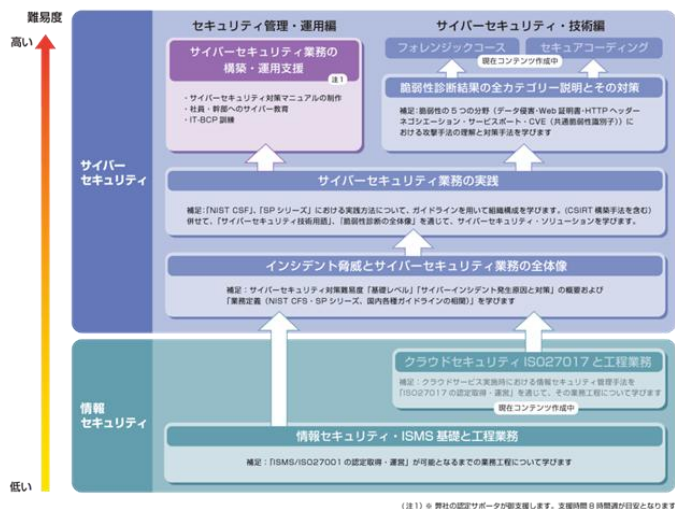 難易度
高い
セキュリティ管理・運用編
サイバーセキュリティ・技術編
サイバーセキュリティ業務の
構築・運用支援
注1
・サイバーセキュリティ対策マニュアルの制作
・社員・幹部へのサイバー教育
・IT-BCP 訓練
フォレンジックコース
セキュアコーディング
現在コンテンツ作成中
脆弱性診断結果の全カテゴリー説明とその対策
補足：脆弱性の5つの分野（データ侵害・Web 証明書・HTTP ヘッダー
ネゴシエーション・サービスポート・CVE（共通脆弱性識別子））に
おける攻撃手法の理解と対策手法を学びます
サイバー
セキュリティ
サイバーセキュリティ業務の実践
補足：「NIST CSF」、「SP シリーズ」における実践方法について、ガイドラインを用いて組織構成を学びます。(CSIRT 構築手法を含む)
併せて、「サイバーセキュリティ技術用語」、「脆弱性診断の全体像」を通じて、サイバーセキュリティ・ソリューションを学びます。
インシデント脅威とサイバーセキュリティ業務の全体像
補足：サイバーセキュリティ対策難易度「基礎レベル」「サイバーインシデント発生原因と対策」の概要および
「業務定義（NIST CFS・SP シリーズ、国内各種ガイドラインの相関）」を学びます
クラウドセキュリティ ISO27017 と工程業務
補足：クラウドサービス実施時における情報セキュリティ管理手法を
「ISO27017 の認定取得・運営」を通じて、その業務工程について学びます
現在コンテンツ作成中
情報
セキュリティ
情報セキュリティ・ISMS 基礎と工程業務
補足：「ISMS/ISO27001 の認定取得・運営」が可能となるまでの業務工程について学びます
低い
（注1）※ 弊社の認定サポータが御支援します。支援時間8時間週が目安となります